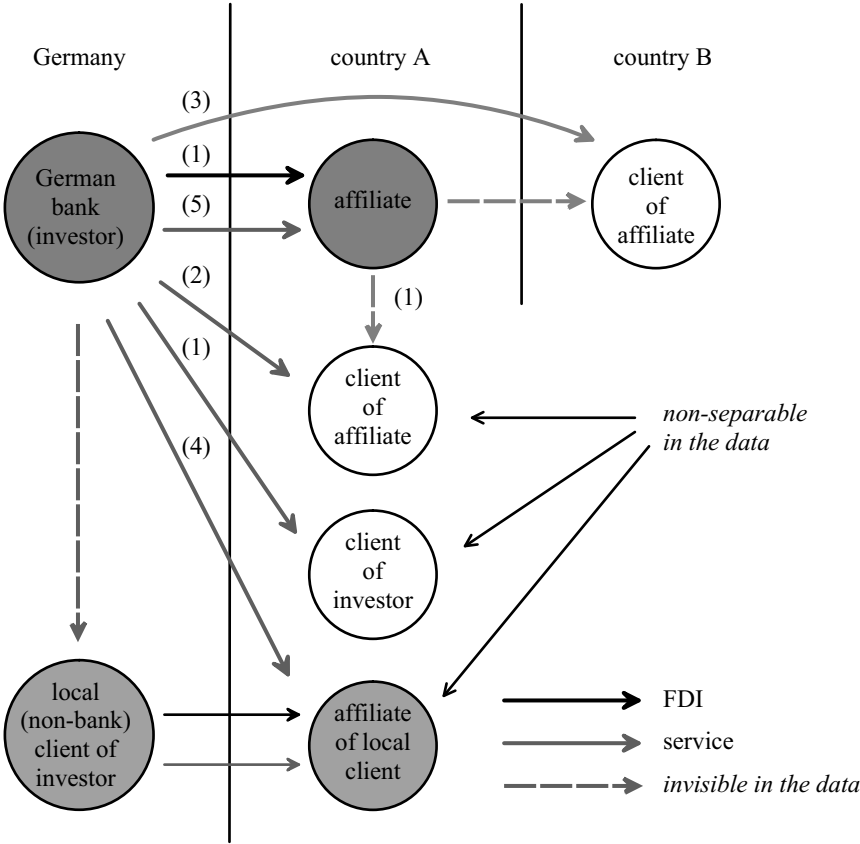 Germany
country A
country B
(3)
(1)
German
bank
(investor)
affiliate
client
of
affiliate
(5)
(2)
(1)
(1)
client
of
affiliate
non-separable
in the data
(4)
client
of
investor
local
(non-bank)
client of
investor
affiliate
of local
client
FDI
service
invisible in the data